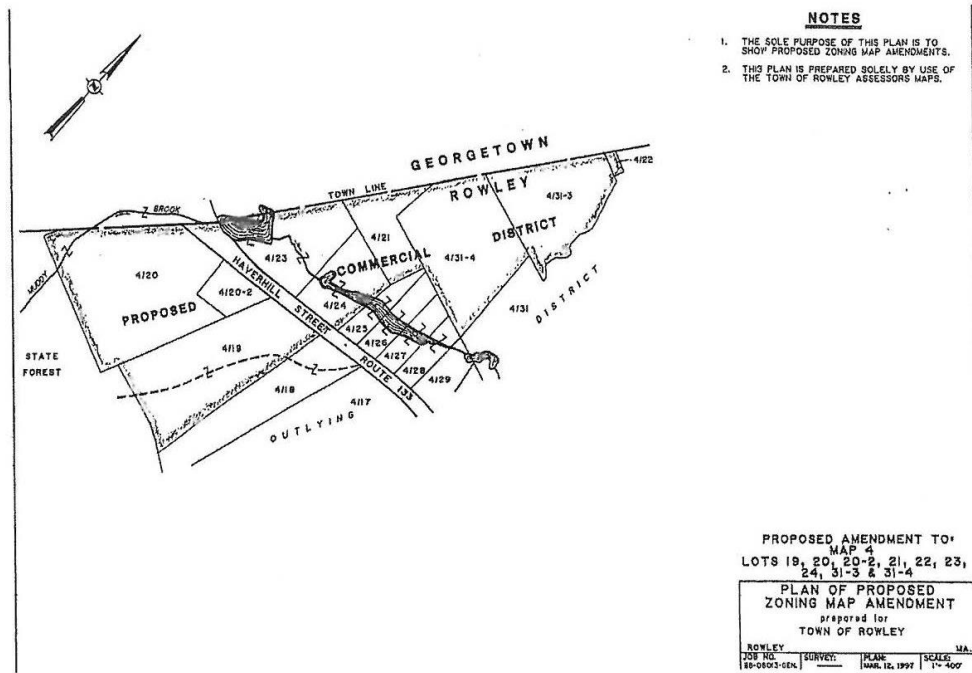 NOTES
1. THE SOLE PURPOSE OF THIS PLAN IS TO
SHOW PROPOSED ZONING MAP AMENDMENTS.
2. THIS PLAN IS PREPARED SOLELY BY USE OF
THE TOWN OF ROWLEY ASSESSORS MAPS.
GEORGETOWN
TOWN LINE
ROWLEY
4/22
4/31-3
MUDDY BROOK
4/21
DISTRICT
4/23
COMMERCIAL
4/31-4
4/20
4/20-2
HAVERHILL STREET ROUTE 133
4/24
4/31
DISTRICT
PROPOSED
4/25
4/26
4/19
4/27
STATE
FOREST
4/28
4/29
4/18
4/17
OUTLYING
PROPOSED AMENDMENT TO:
MAP 4
LOTS 19, 20, 20-2, 21, 22, 23,
24, 31-3 & 31-4
PLAN OF PROPOSED
ZONING MAP AMENDMENT
prepared for
TOWN OF ROWLEY
ROWLEY MA.
JOB NO. SURVEY: PLAN: SCALE:
MAR. 12, 1997 1"= 400'